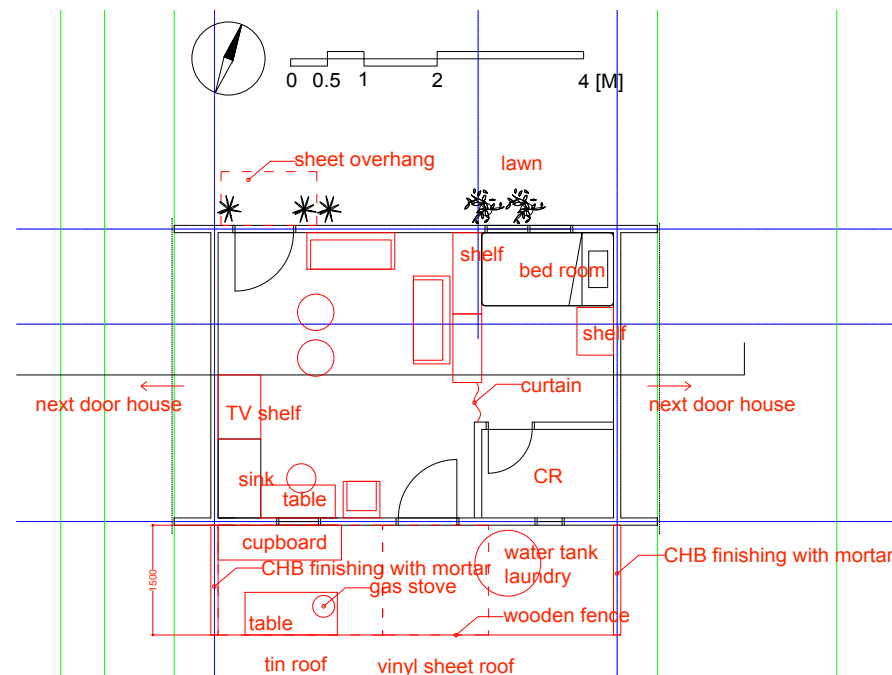 0 0.5 1 2 4 [M]
sheet overhang
lawn
shelf
bed room
shelf
curtain
next door house
next door house
TV shelf
sink
table
CR
cupboard
water tank
laundry
CHB finishing with mortar
CHB finishing with mortar
gas stove
1500
table
wooden fence
tin roof
vinyl sheet roof